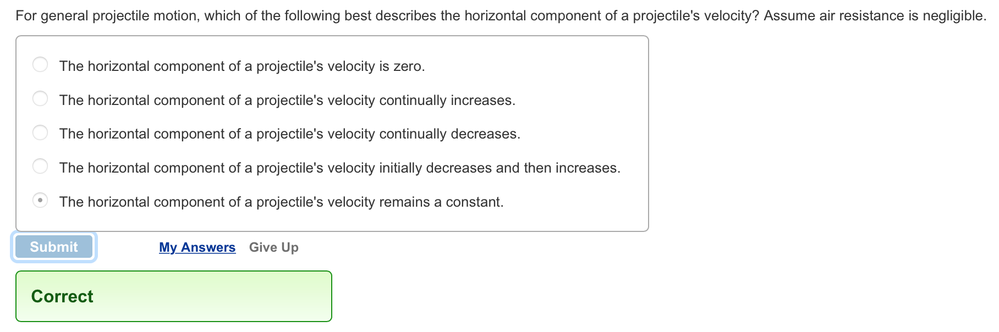 For general projectile motion, which of the following best describes the horizontal component of a projectile's velocity? Assume air resistance is negligible.
The horizontal component of a projectile's velocity is zero.
The horizontal component of a projectile's velocity continually increases.
The horizontal component of a projectile's velocity continually decreases.
The horizontal component of a projectile's velocity initially decreases and then increases.
The horizontal component of a projectile's velocity remains a constant.
Submit My Answers Give Up
Correct